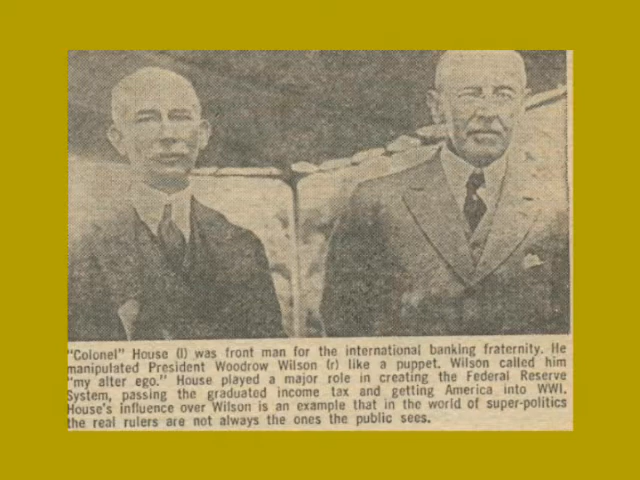 "Colonel" House (l) was front man for the international banking fraternity. He
manipulated President Woodrow Wilson (r) like a puppet. Wilson called him
"my alter ego." House played a major role in creating the Federal Reserve
System, passing the graduated income tax and getting America into WWI.
House's influence over Wilson is an example that in the world of super-politics
the real rulers are not always the ones the public sees.